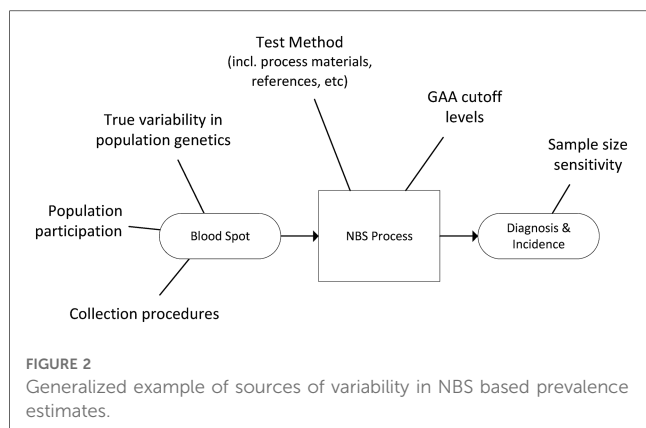 Test Method
(incl. process materials,
references, etc)
GAA cutoff
levels
True variability in
population genetics
Sample size
sensitivity
Population
participation
Blood Spot
NBS Process
Diagnosis &
Incidence
Collection procedures
FIGURE 2
Generalized example of sources of variability in NBS based prevalence
estimates.